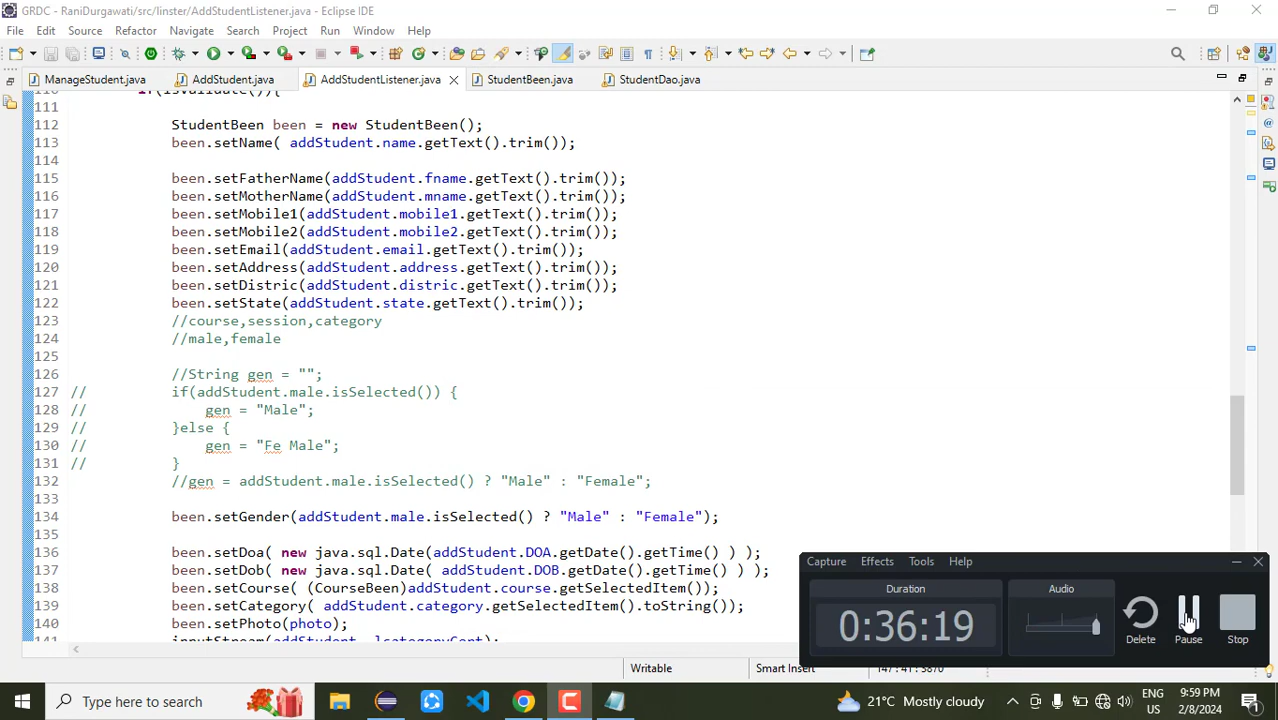 GRDC - RaniDurgawati/src/linster/AddStudentListener.java - Eclipse IDE
File Edit Source Refactor Navigate Search Project Run Window Help
ManageStudent.java AddStudent.java AddStudentListener.java StudentBeen.java StudentDao.java
110 if(isValidate()){
111
112 StudentBeen been = new StudentBeen();
113 been.setName( addStudent.name.getText().trim());
114
115 been.setFatherName(addStudent.fname.getText().trim());
116 been.setMotherName(addStudent.mname.getText().trim());
117 been.setMobile1(addStudent.mobile1.getText().trim());
118 been.setMobile2(addStudent.mobile2.getText().trim());
119 been.setEmail(addStudent.email.getText().trim());
120 been.setAddress(addStudent.address.getText().trim());
121 been.setDistric(addStudent.distric.getText().trim());
122 been.setState(addStudent.state.getText().trim());
123 //course,session,category
124 //male,female
125
126 //String gen = "";
127 // if(addStudent.male.isSelected()) {
128 // gen = "Male";
129 // }else {
130 // gen = "Fe Male";
131 // }
132 //gen = addStudent.male.isSelected() ? "Male" : "Female";
133
134 been.setGender(addStudent.male.isSelected() ? "Male" : "Female");
135
136 been.setDoa( new java.sql.Date(addStudent.DOA.getDate().getTime() ) );
137 been.setDob( new java.sql.Date( addStudent.DOB.getDate().getTime() ) );
138 been.setCourse( (CourseBeen)addStudent.course.getSelectedItem());
139 been.setCategory( addStudent.category.getSelectedItem().toString());
140 been.setPhoto(photo);
Capture Effects Tools Help
Duration Audio
0:36:19
Delete Pause Stop
Writable Smart Insert 147 : 41 : 3870
Type here to search
21°C Mostly cloudy
ENG
US
9:59 PM
2/8/2024
1